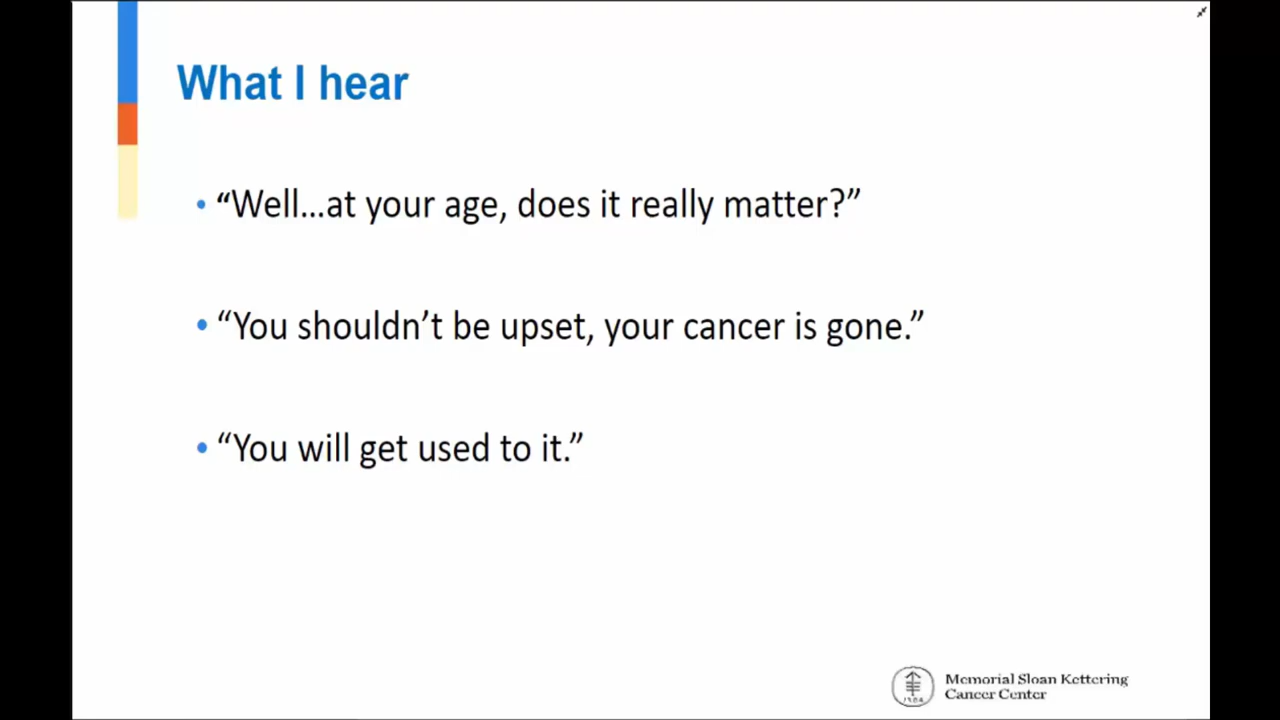 What I hear
• “Well...at your age, does it really matter?”
• “You shouldn’t be upset, your cancer is gone.”
• “You will get used to it.”
Memorial Sloan Kettering
Cancer Center